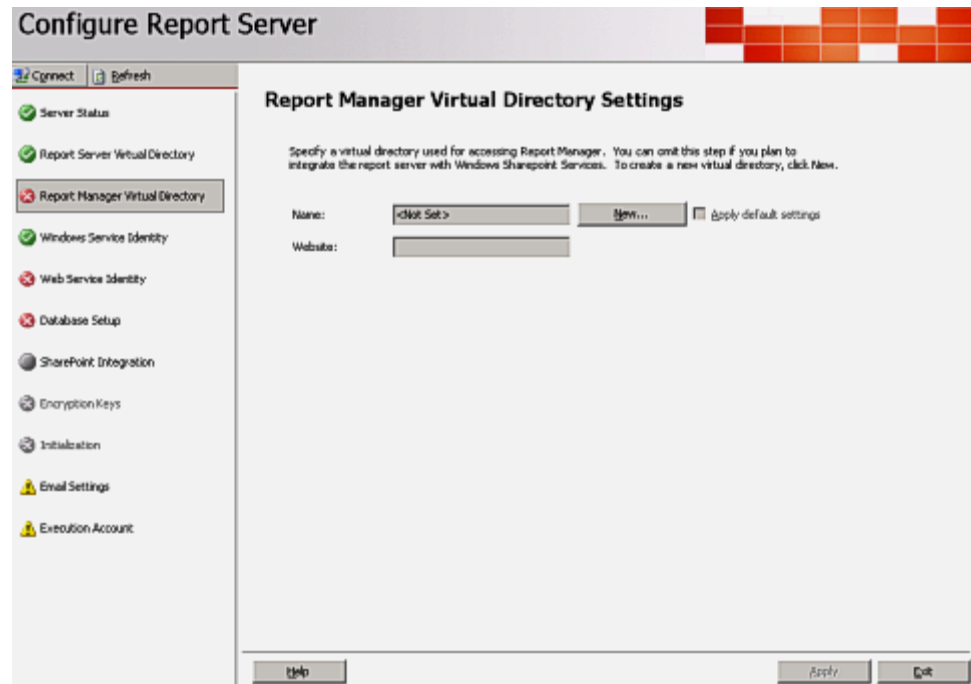 Configure Report Server
Connect Refresh
Server Status
Report Server Virtual Directory
Report Manager Virtual Directory
Windows Service Identity
Web Service Identity
Database Setup
SharePoint Integration
Encryption Keys
Initialization
Email Settings
Execution Account
Report Manager Virtual Directory Settings
Specify a virtual directory used for accessing Report Manager. You can omit this step if you plan to
integrate the report server with Windows Sharepoint Services. To create a new virtual directory, click New.
Name: <Not Set> New... Apply default settings
Website:
Help Apply Exit